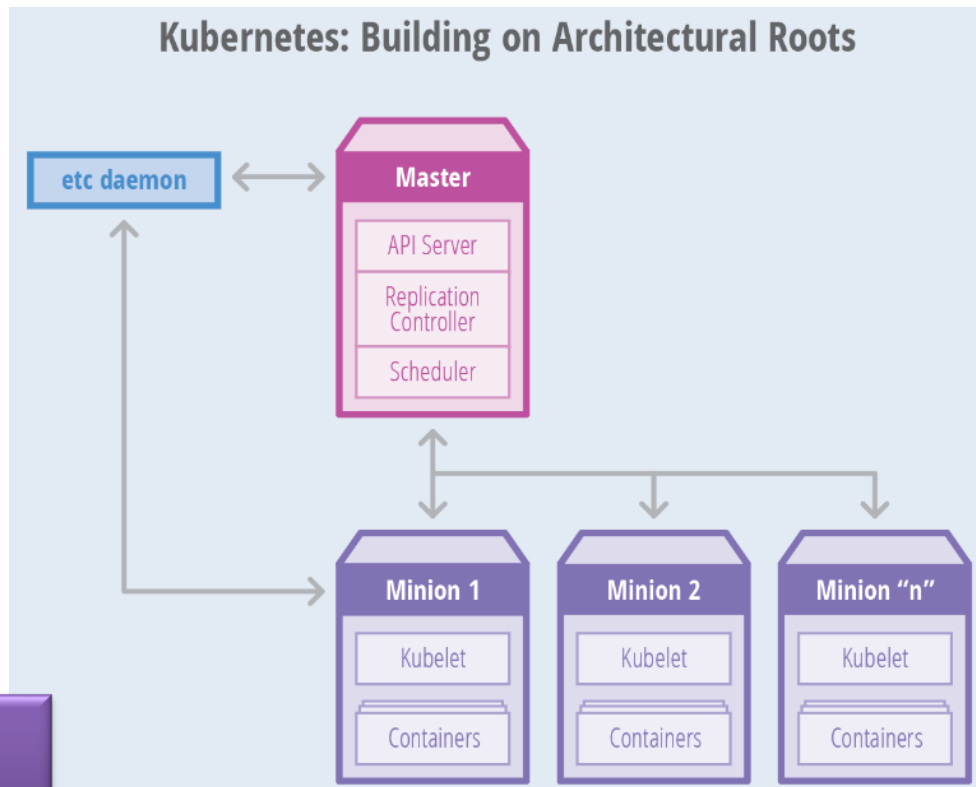 Kubernetes: Building on Architectural Roots
etc daemon
Master
API Server
Replication
Controller
Scheduler
Minion 1
Minion 2
Minion “n”
Kubelet
Kubelet
Kubelet
Containers
Containers
Containers